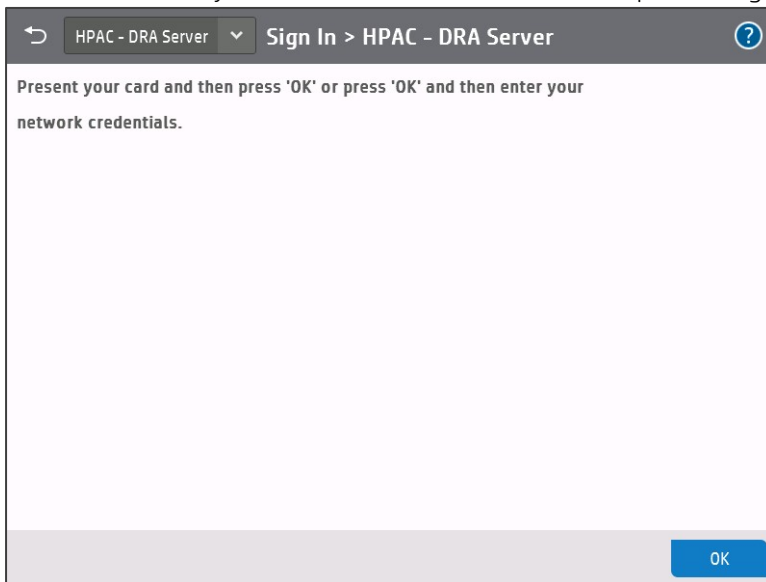 HPAC - DRA Server Sign In > HPAC - DRA Server ?
Present your card and then press 'OK' or press 'OK' and then enter your
network credentials.
OK